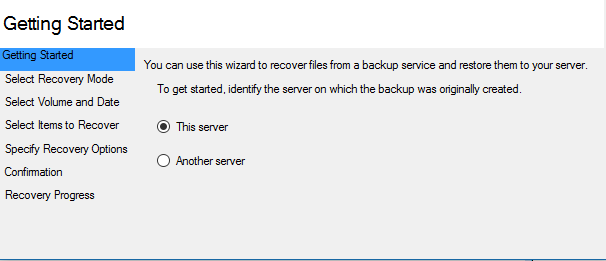 Getting Started
Getting Started
Select Recovery Mode
Select Volume and Date
Select Items to Recover
Specify Recovery Options
Confirmation
Recovery Progress
You can use this wizard to recover files from a backup service and restore them to your server.
To get started, identify the server on which the backup was originally created.
This server
Another server